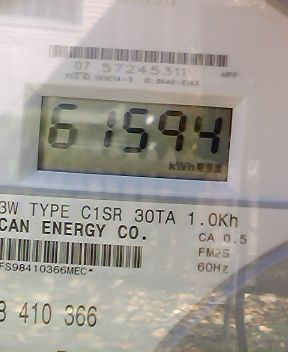 07 57245311
61594
kWh
3W TYPE C1SR 30TA 1.0Kh
CAN ENERGY CO.
CA 0.5
FM2S
FS98410366MEC*
60Hz
8 410 366